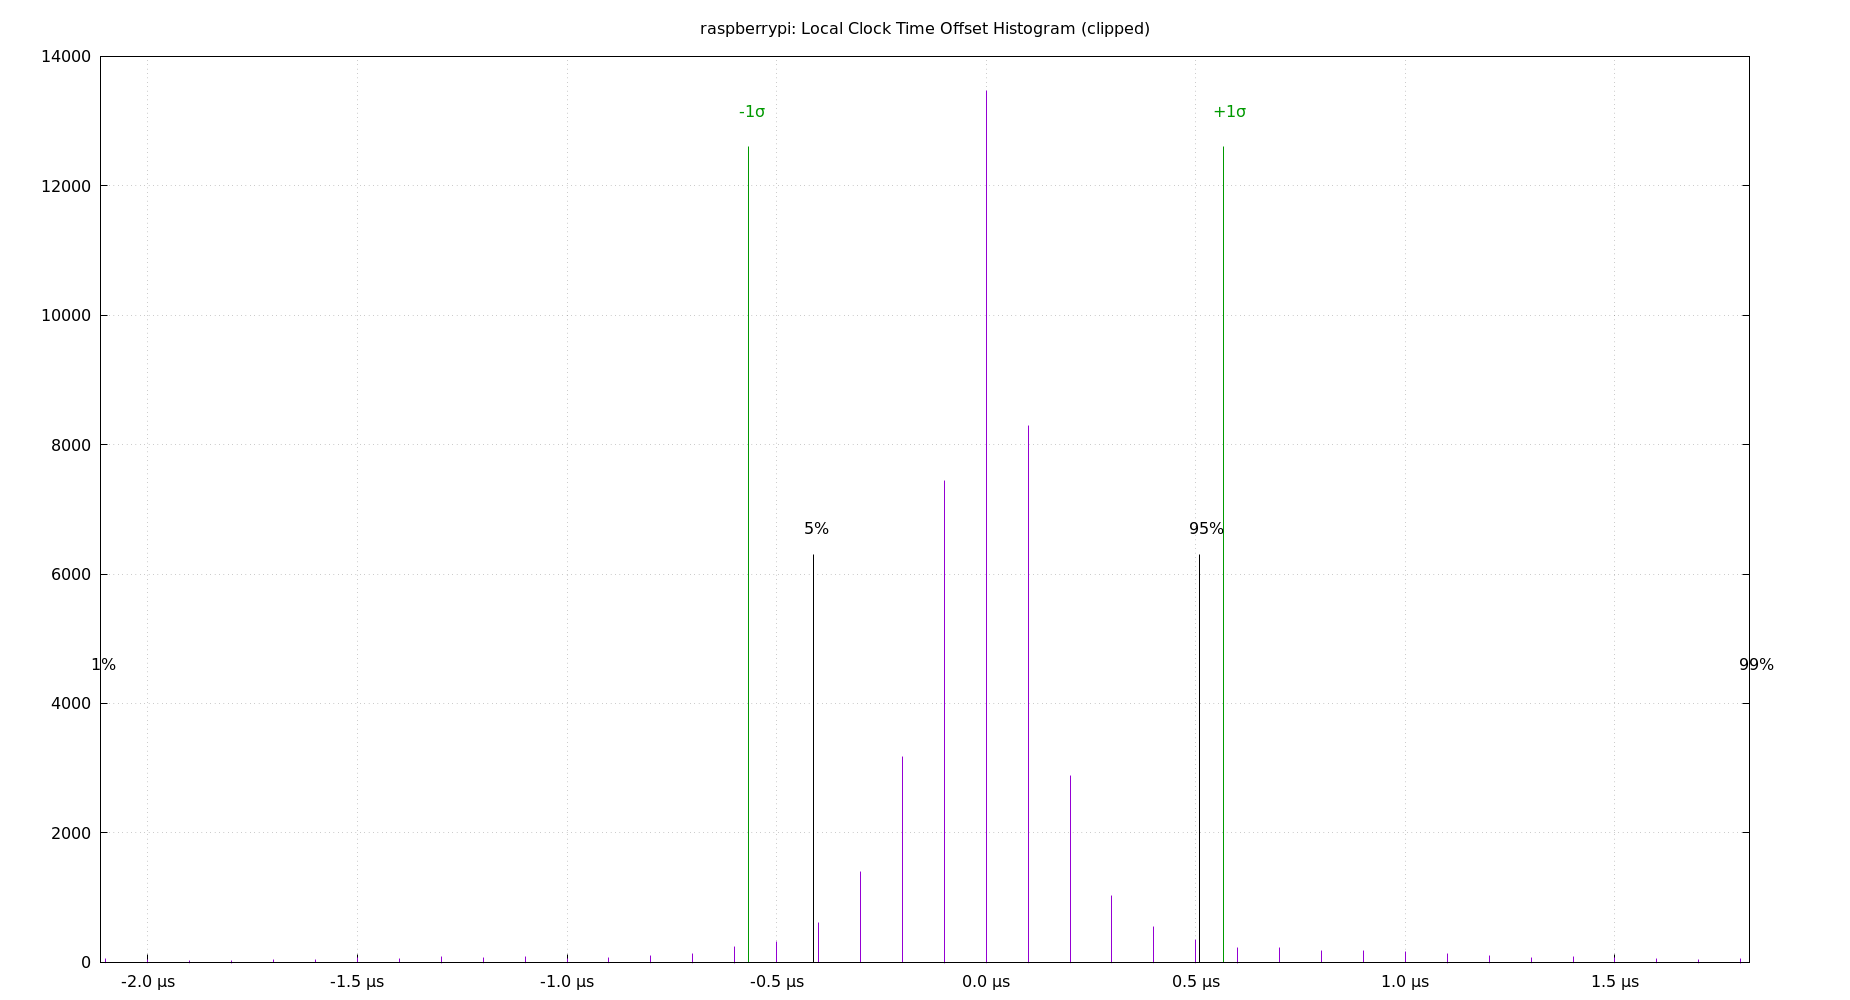 raspberrypi: Local Clock Time Offset Histogram (clipped)
14000
-1σ
+1σ
12000
10000
8000
5%
95%
6000
1%
99%
4000
2000
0
-2.0 µs
-1.5 µs
-1.0 µs
-0.5 µs
0.0 µs
0.5 µs
1.0 µs
1.5 µs